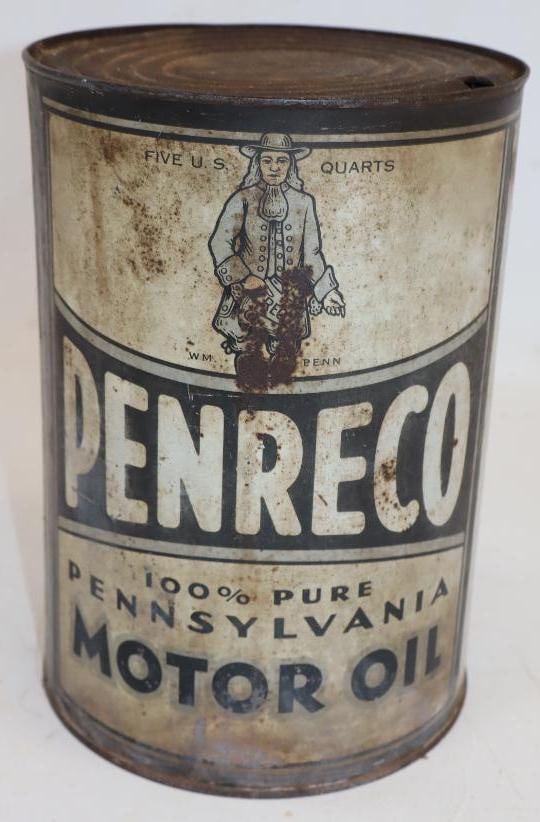 FIVE U.S. QUARTS
WM. PENN
PENRECO
100% PURE
PENNSYLVANIA
MOTOR OIL